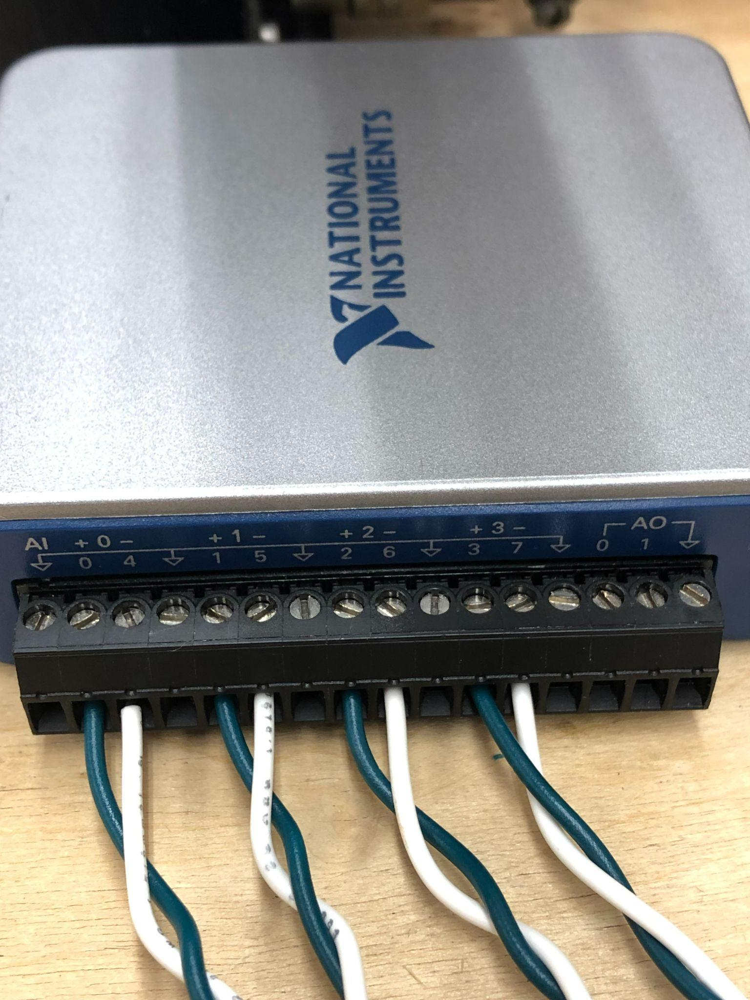 NATIONAL
INSTRUMENTS
AI + 0 - + 1 - + 2 - + 3 - AO
0 4 1 5 2 6 3 7 0 1